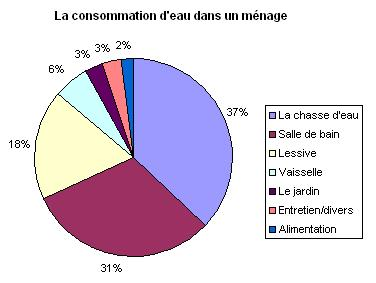 La consommation d'eau dans un ménage
2%
3%
3%
6%
37%
18%
31%
La chasse d'eau
Salle de bain
Lessive
Vaisselle
Le jardin
Entretien/divers
Alimentation